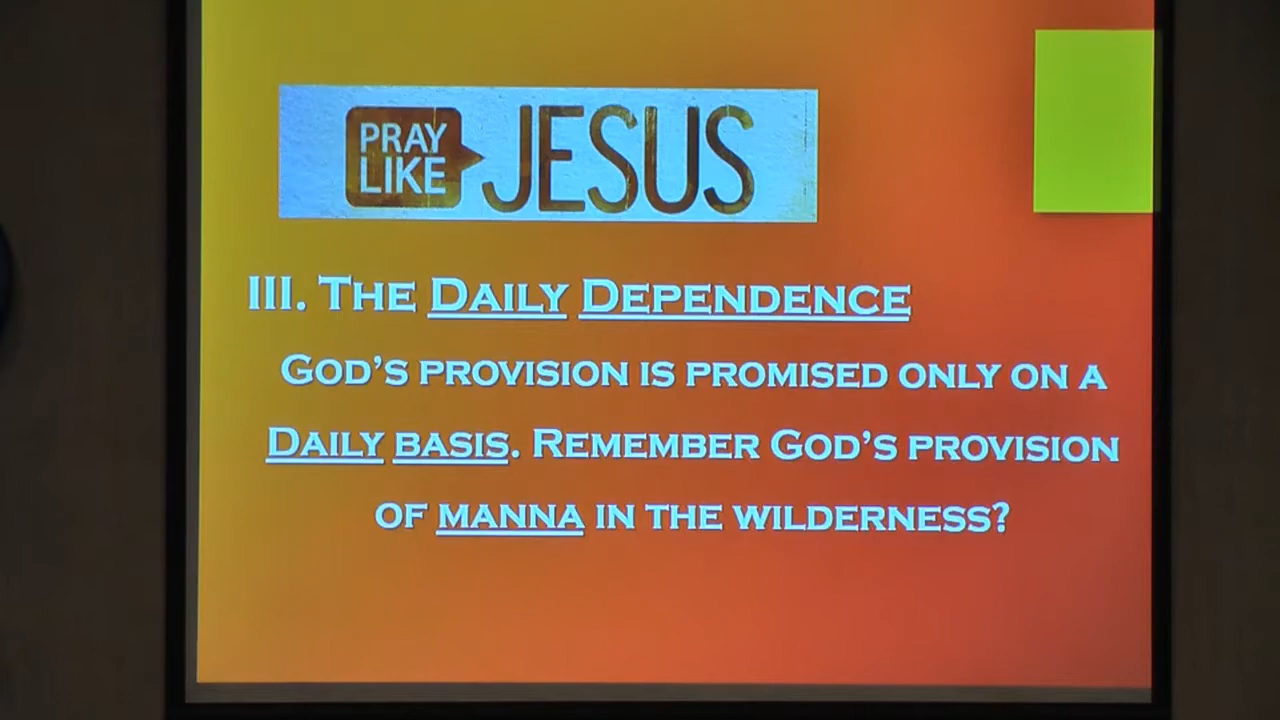 PRAY
LIKE
JESUS
III. THE DAILY DEPENDENCE
GOD'S PROVISION IS PROMISED ONLY ON A
DAILY BASIS. REMEMBER GOD'S PROVISION
OF MANNA IN THE WILDERNESS?